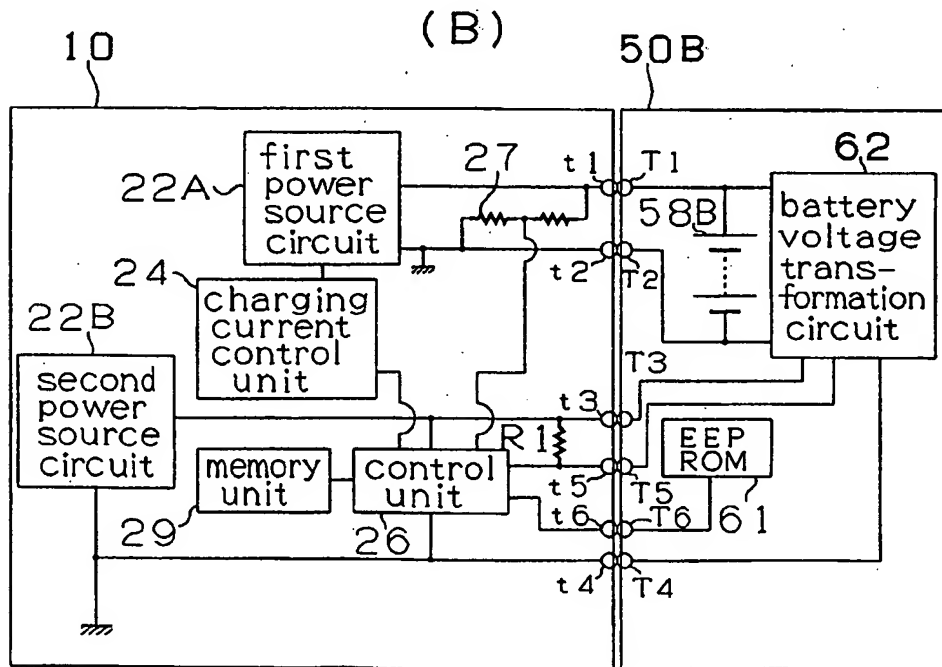 (B)
10
50B
first
power
source
circuit
22A
27
t1
T1
62
58B
battery
voltage
trans-
formation
circuit
t2
T2
24
charging
current
control
unit
22B
second
power
source
circuit
T3
t3
R1
EEP
ROM
memory
unit
control
unit
t5
T5
t6
T6
61
29
26
t4
T4